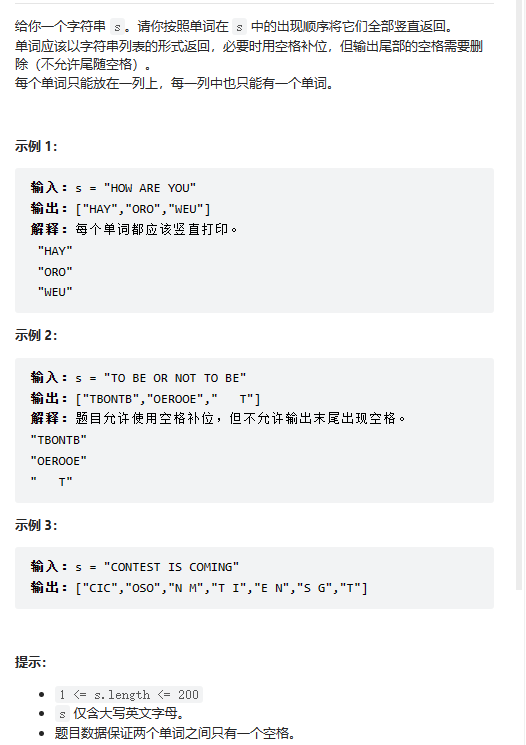 给你一个字符串 s。请你按照单词在 s 中的出现顺序将它们全部竖直返回。
单词应该以字符串列表的形式返回，必要时用空格补位，但输出尾部的空格需要删
除（不允许尾随空格）。
每个单词只能放在一列上，每一列中也只能有一个单词。
示例 1：
输入：s = "HOW ARE YOU"
输出：["HAY","ORO","WEU"]
解释：每个单词都应该竖直打印。
"HAY"
"ORO"
"WEU"
示例 2：
输入：s = "TO BE OR NOT TO BE"
输出：["TBONTB","OEROOE","   T"]
解释：题目允许使用空格补位，但不允许输出末尾出现空格。
"TBONTB"
"OEROOE"
"   T"
示例 3：
输入：s = "CONTEST IS COMING"
输出：["CIC","OSO","N M","T I","E N","S G","T"]
提示：
• 1 <= s.length <= 200
• s 仅含大写英文字母。
• 题目数据保证两个单词之间只有一个空格。